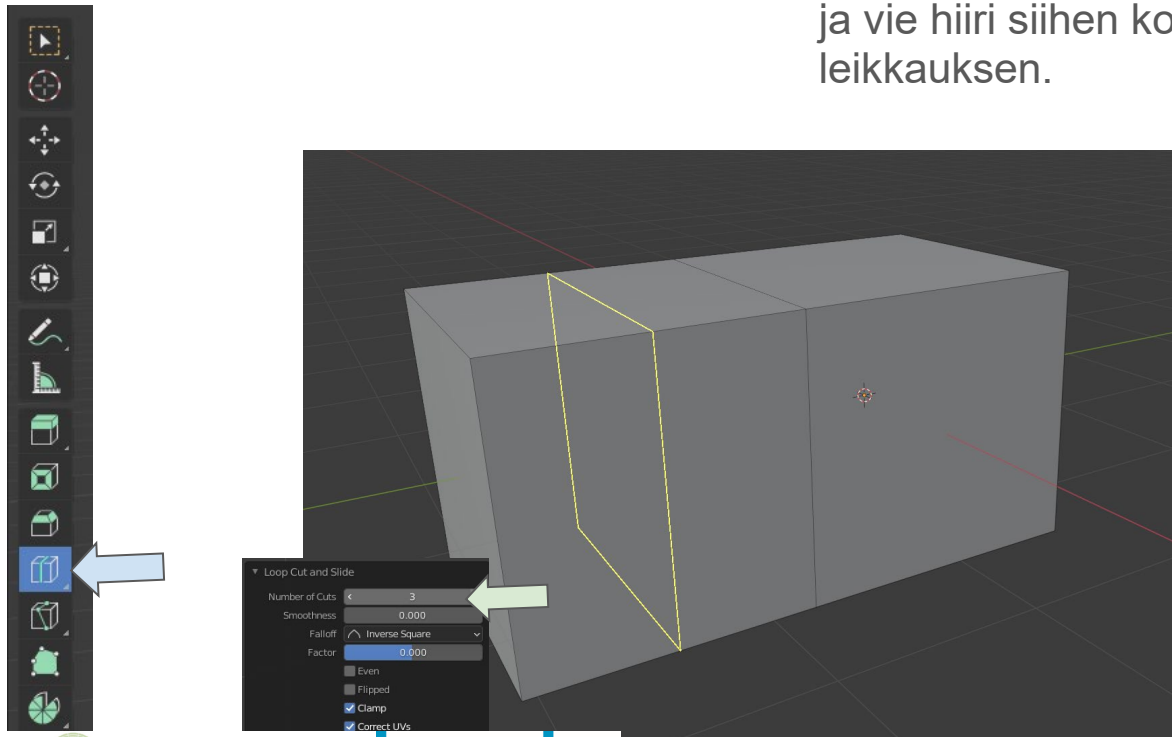 ja vie hiiri siihen ko
leikkauksen.
Loop Cut and Slide
Number of Cuts 3
Smoothness 0.000
Falloff Inverse Square
Factor 0.000
Even
Flipped
Clamp
Correct UVs